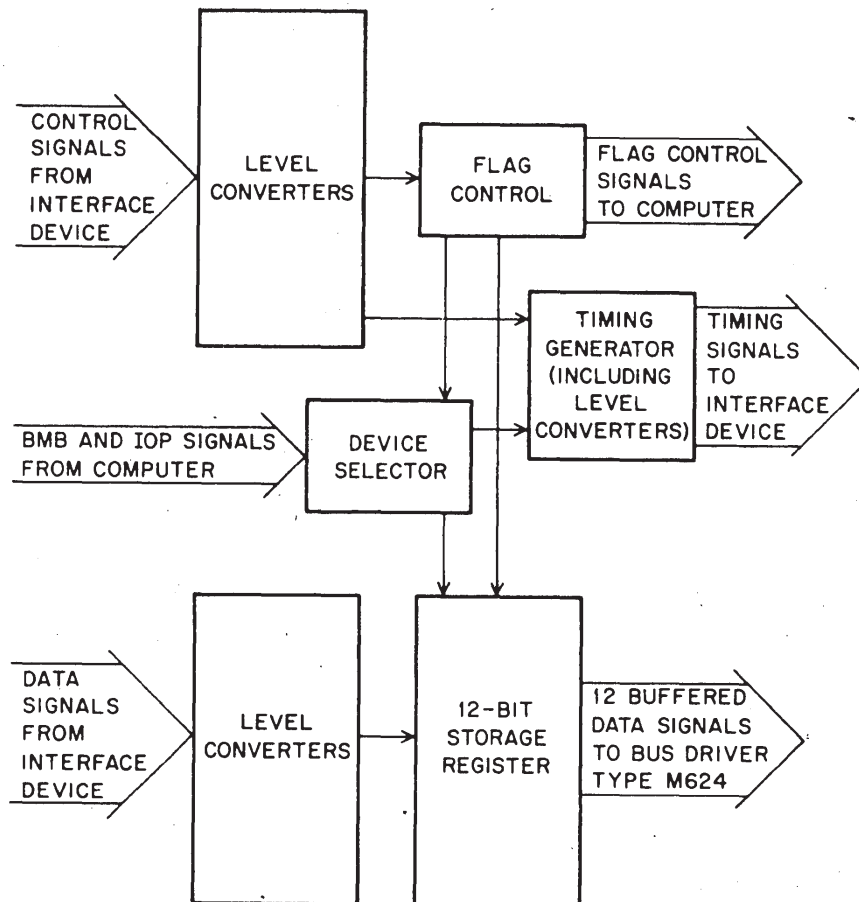 CONTROL
SIGNALS
FROM
INTERFACE
DEVICE
LEVEL
CONVERTERS
FLAG
CONTROL
FLAG CONTROL
SIGNALS
TO COMPUTER
TIMING
GENERATOR
(INCLUDING
LEVEL
CONVERTERS)
TIMING
SIGNALS
TO
INTERFACE
DEVICE
BMB AND IOP SIGNALS
FROM COMPUTER
DEVICE
SELECTOR
DATA
SIGNALS
FROM
INTERFACE
DEVICE
LEVEL
CONVERTERS
12-BIT
STORAGE
REGISTER
12 BUFFERED
DATA SIGNALS
TO BUS DRIVER
TYPE M624